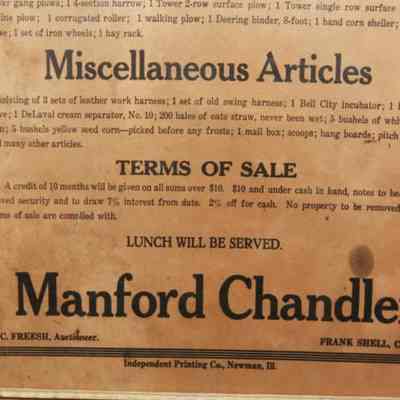 gang plows; 1 4-section harrow; 1 Tower 2-row surface plow; 1 Tower single row surface
plow; 1 corrugated roller; 1 walking plow; 1 Deering binder, 8-foot; 1 hand corn sheller;
1 set of iron wheels; 1 hay rack.
Miscellaneous Articles
sisting of 3 sets of leather work harness; 1 set of old swing harness; 1 Bell City incubator; 1
1 DeLaval cream separator, No. 10; 200 bales of oats straw, never been wet; 5 bushels of
5 bushels yellow seed corn—picked before any frosts; 1 mail box; scoops; hang boards; pitch
many other articles.
TERMS OF SALE
A credit of 10 months will be given on all sums over $10. $10 and under cash in hand, notes to
ved security and to draw 7% interest from date. 2% off for cash. No property to be removed
ms of sale are complied with.
LUNCH WILL BE SERVED.
Manford Chandle
C. FREESH, Auctioneer. FRANK SHELL, C
Independent Printing Co., Newman, Ill.